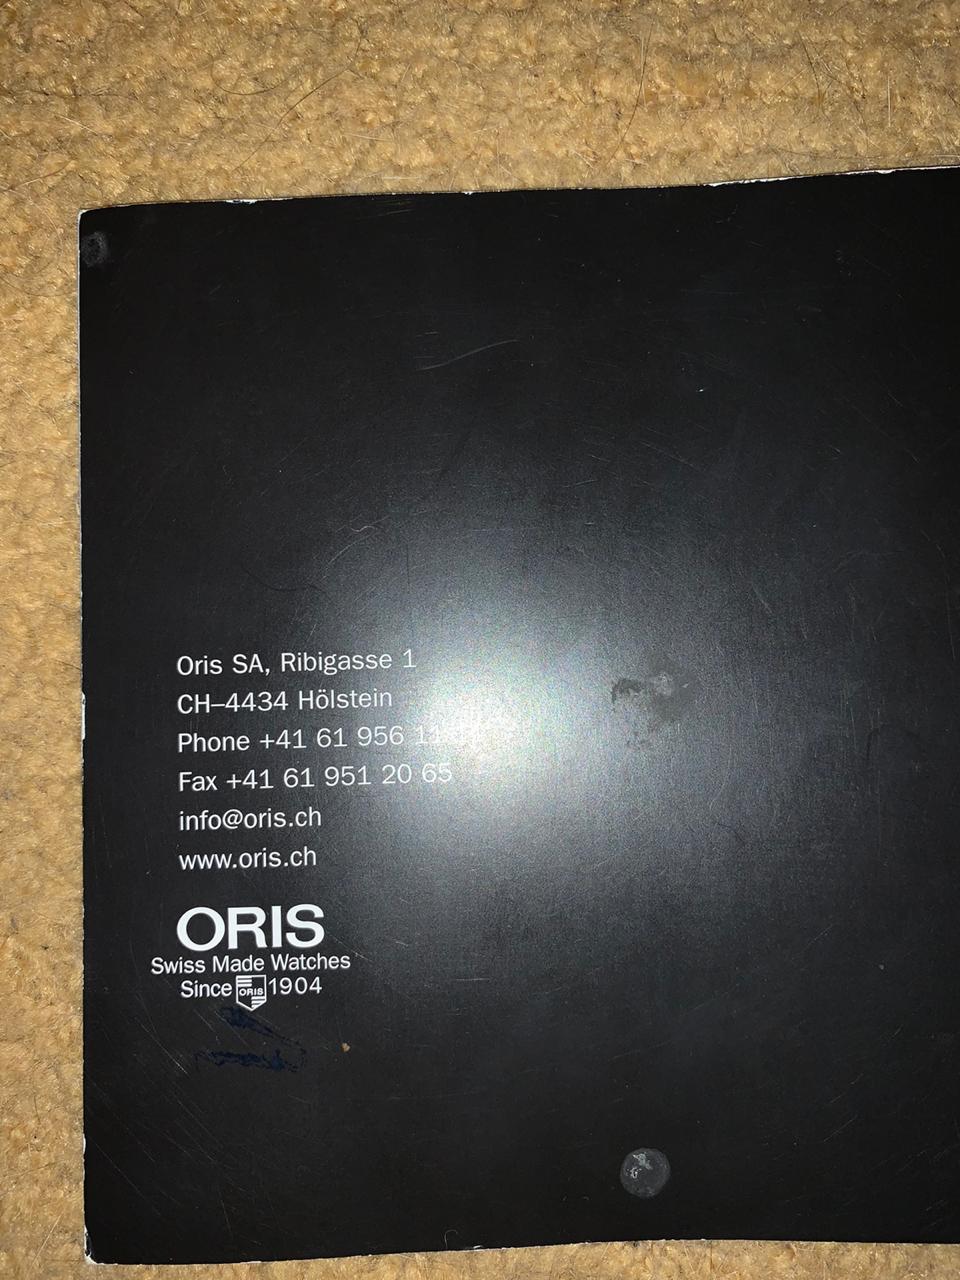 Oris SA, Ribigasse 1
CH–4434 Hölstein
Phone +41 61 956 11
Fax +41 61 951 20 65
info@oris.ch
www.oris.ch
ORIS
Swiss Made Watches
Since ORIS 1904